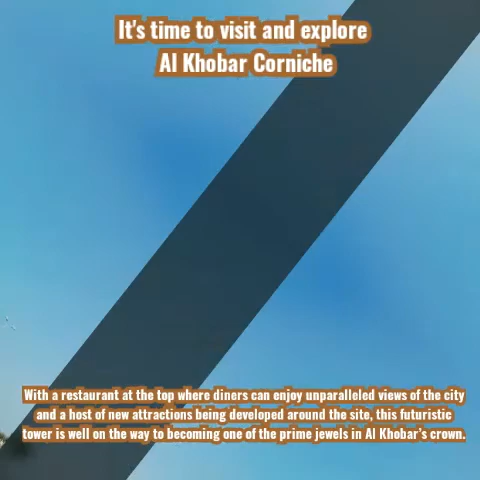 It's time to visit and explore
Al Khobar Corniche
With a restaurant at the top where diners can enjoy unparalleled views of the city
and a host of new attractions being developed around the site, this futuristic
tower is well on the way to becoming one of the prime jewels in Al Khobar's crown.